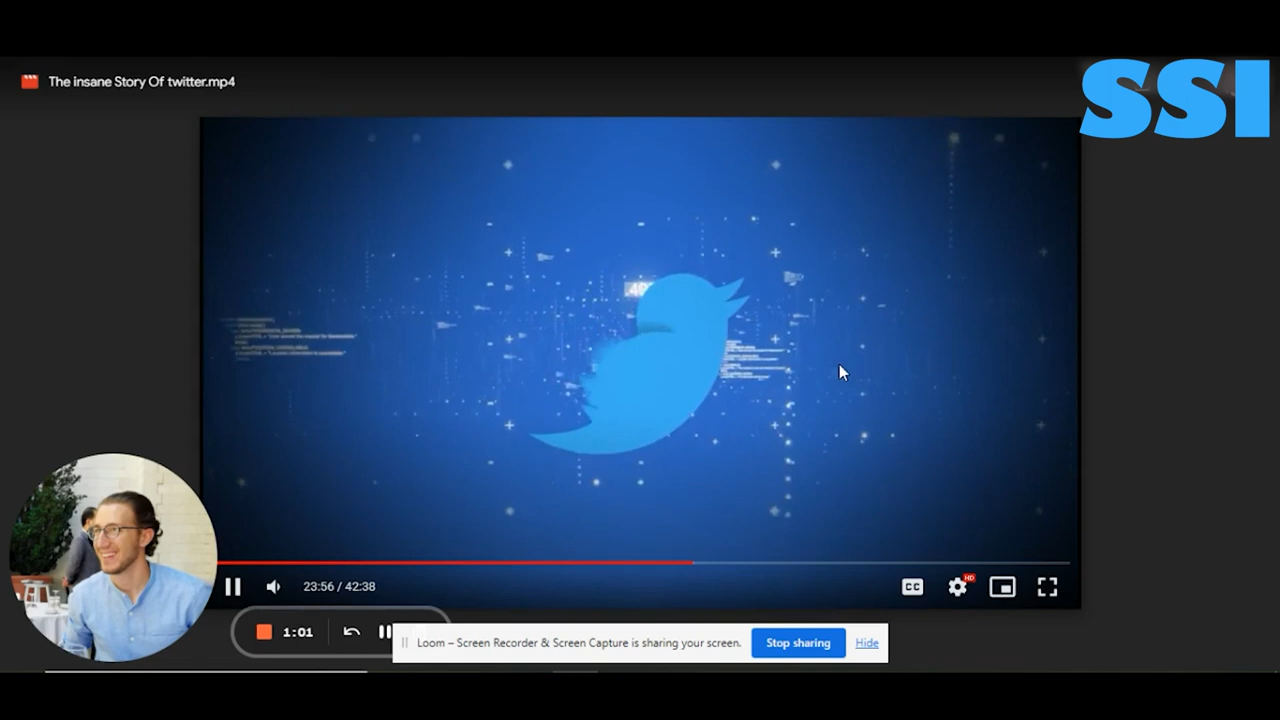 The insane Story Of twitter.mp4
SSI
23:56 / 42:38
CC
HD
1:01
Loom – Screen Recorder & Screen Capture is sharing your screen.
Stop sharing
Hide